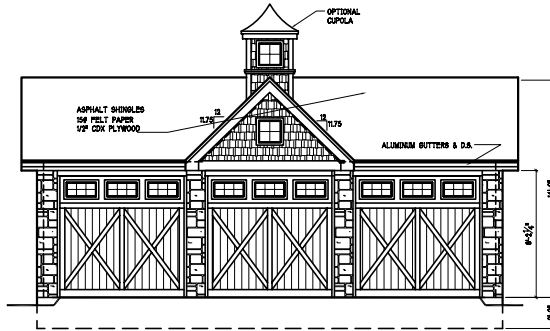 OPTIONAL
CUPOLA
ASPHALT SHINGLES
15# FELT PAPER
1/2" CDX PLYWOOD
12
11.75
12
11.75
ALUMINUM GUTTERS & D.S.